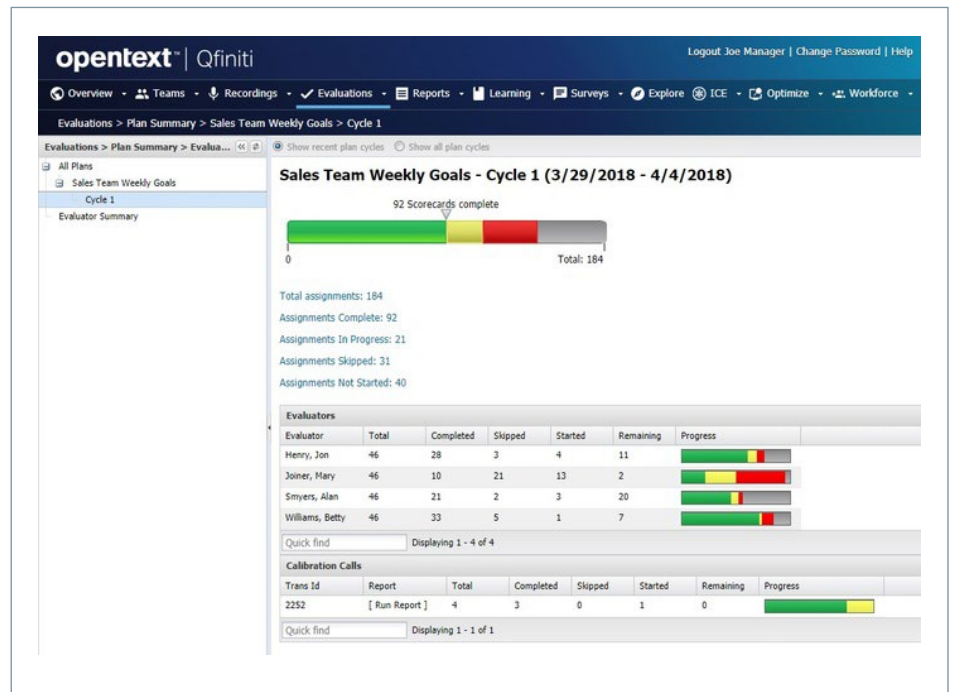 opentext™ | Qfiniti
Logout Joe Manager | Change Password | Help
Overview Teams Recordings Evaluations Reports Learning Surveys Explore ICE Optimize Workforce
Evaluations > Plan Summary > Sales Team Weekly Goals > Cycle 1
Evaluations > Plan Summary > Evalua...
All Plans
Sales Team Weekly Goals
Cycle 1
Evaluator Summary
Show recent plan cycles Show all plan cycles
Sales Team Weekly Goals - Cycle 1 (3/29/2018 - 4/4/2018)
92 Scorecards complete
0 Total: 184
Total assignments: 184
Assignments Complete: 92
Assignments In Progress: 21
Assignments Skipped: 31
Assignments Not Started: 40
Evaluators
Evaluator Total Completed Skipped Started Remaining Progress
Henry, Jon 46 28 3 4 11
Joiner, Mary 46 10 21 13 2
Smyers, Alan 46 21 2 3 20
Williams, Betty 46 33 5 1 7
Quick find Displaying 1 - 4 of 4
Calibration Calls
Trans Id Report Total Completed Skipped Started Remaining Progress
2252 [ Run Report ] 4 3 0 1 0
Quick find Displaying 1 - 1 of 1